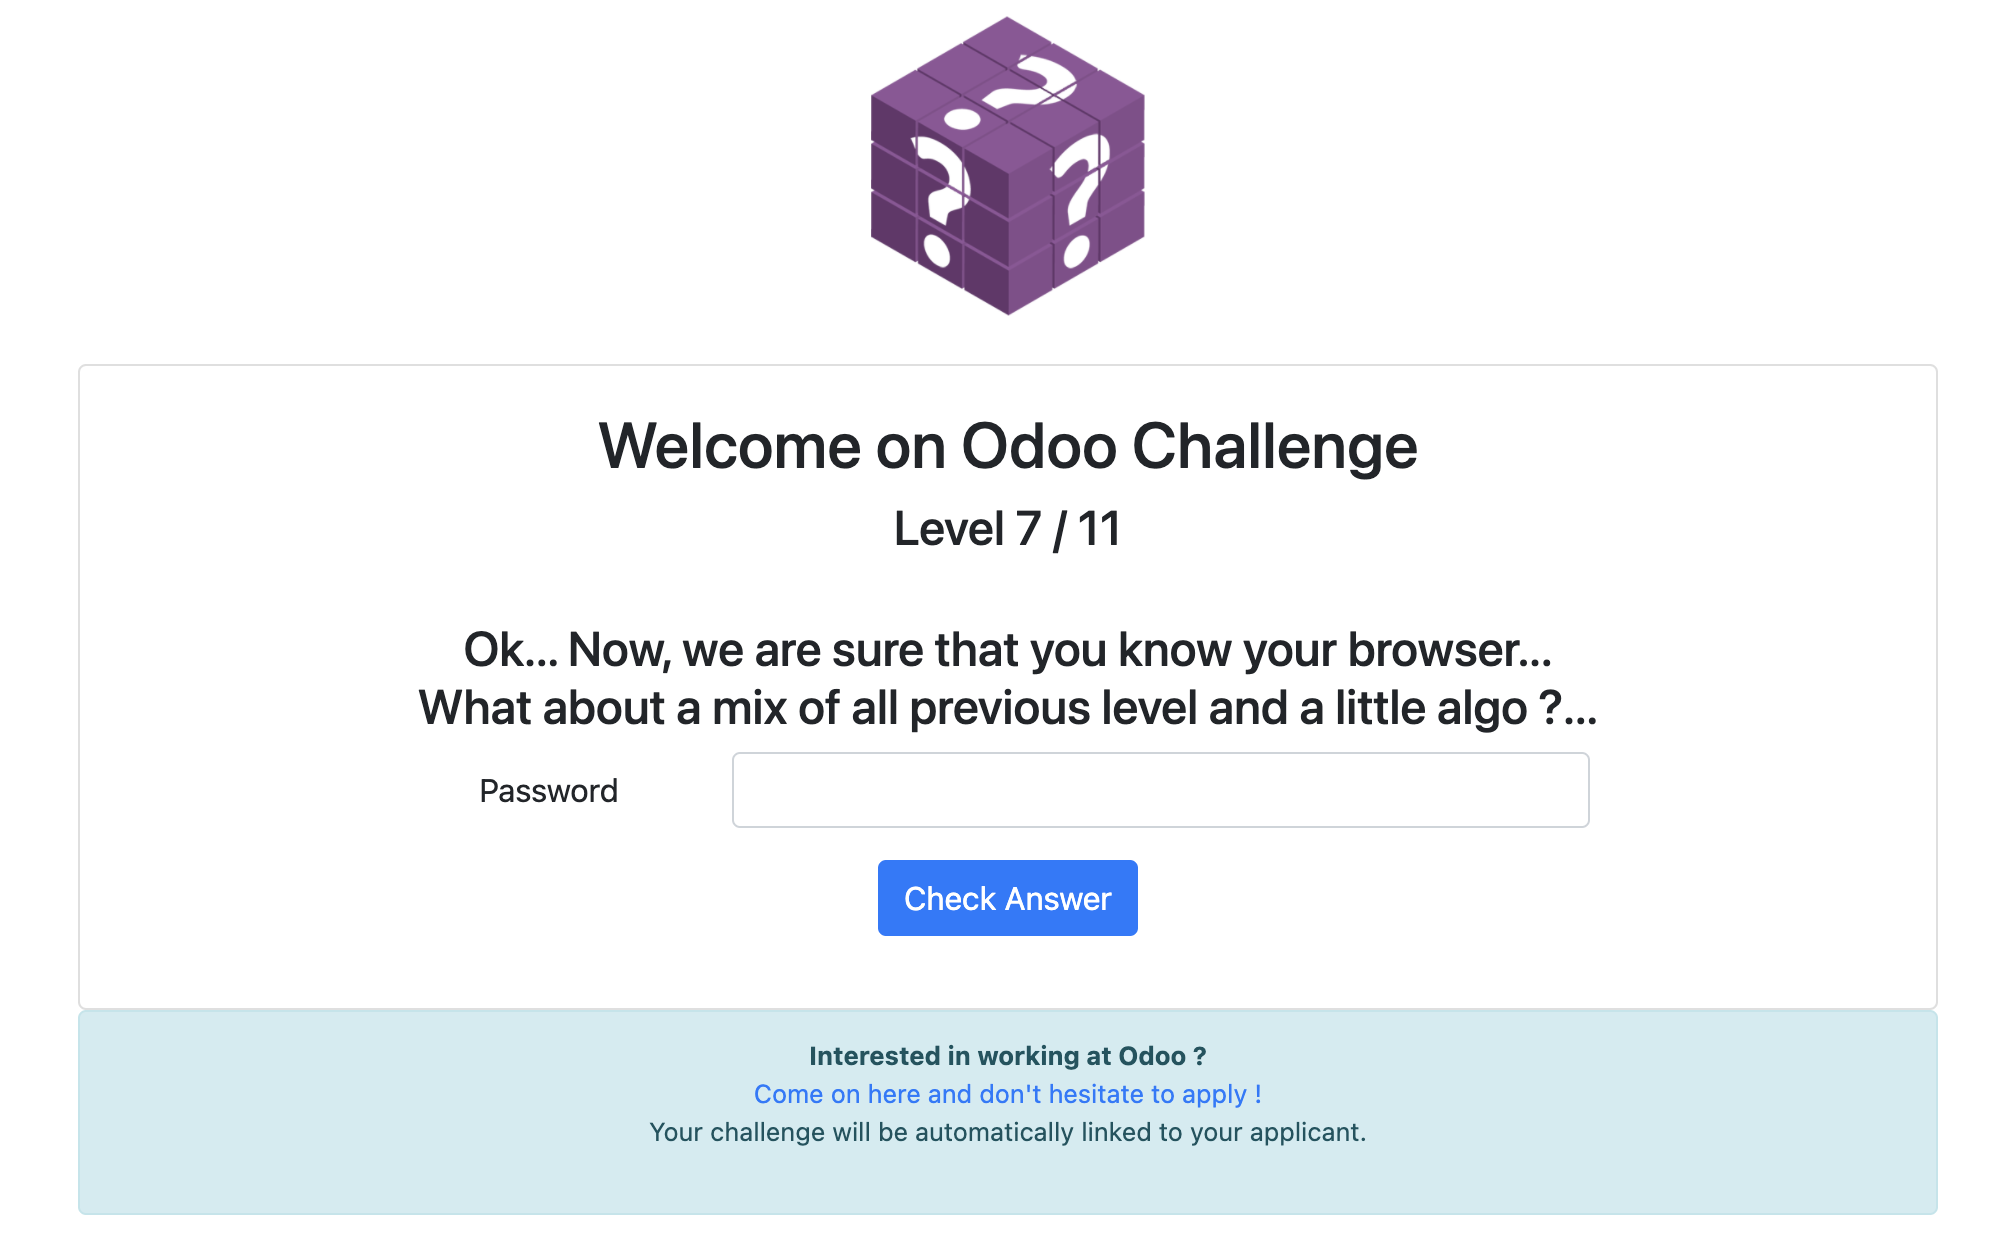 Welcome on Odoo Challenge
Level 7 / 11
Ok... Now, we are sure that you know your browser...
What about a mix of all previous level and a little algo ?...
Password
Check Answer
Interested in working at Odoo ?
Come on here and don't hesitate to apply !
Your challenge will be automatically linked to your applicant.